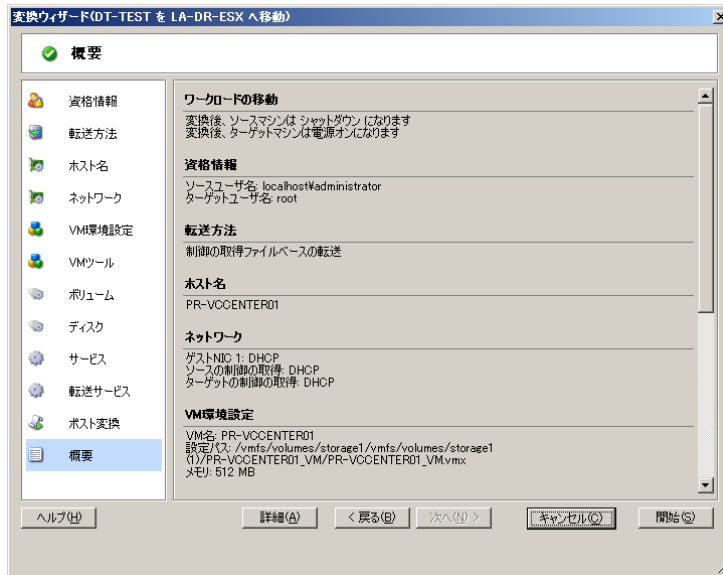 変換ウィザード(DT-TEST を LA-DR-ESX へ移動)
概要
資格情報
転送方法
ホスト名
ネットワーク
VM環境設定
VMツール
ボリューム
ディスク
サービス
転送サービス
ポスト変換
概要
ワークロードの移動
変換後、ソースマシンは シャットダウン になります
変換後、ターゲットマシンは電源オンになります
資格情報
ソースユーザ名: localhost¥administrator
ターゲットユーザ名: root
転送方法
制御の取得ファイルベースの転送
ホスト名
PR-VCCENTER01
ネットワーク
ゲストNIC 1: DHCP
ソースの制御の取得: DHCP
ターゲットの制御の取得: DHCP
VM環境設定
VM名: PR-VCCENTER01
設定パス: /vmfs/volumes/storage1/vmfs/volumes/storage1
(1)/PR-VCCENTER01_VM/PR-VCCENTER01_VM.vmx
メモリ: 512 MB
ヘルプ(H)
詳細(A)
< 戻る(B)
次へ(N) >
キャンセル(C)
開始(S)